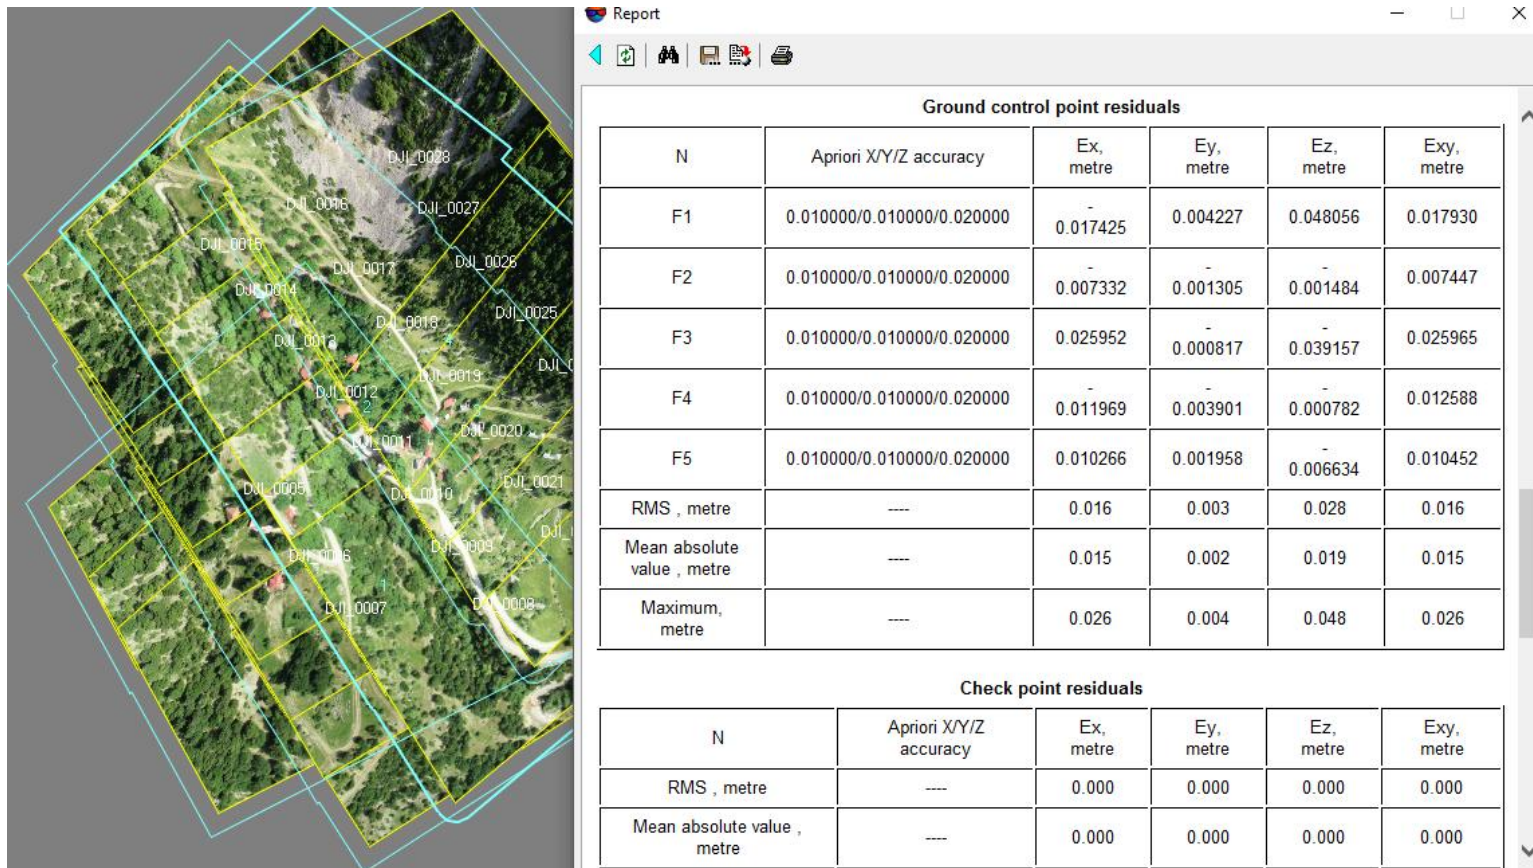 Report
Ground control point residuals
N Apriori X/Y/Z accuracy Ex, metre Ey, metre Ez, metre Exy, metre
F1 0.010000/0.010000/0.020000 -0.017425 0.004227 0.048056 0.017930
F2 0.010000/0.010000/0.020000 -0.007332 -0.001305 -0.001484 0.007447
F3 0.010000/0.010000/0.020000 0.025952 -0.000817 -0.039157 0.025965
F4 0.010000/0.010000/0.020000 -0.011969 -0.003901 -0.000782 0.012588
F5 0.010000/0.010000/0.020000 0.010266 0.001958 -0.006634 0.010452
RMS , metre ---- 0.016 0.003 0.028 0.016
Mean absolute value , metre ---- 0.015 0.002 0.019 0.015
Maximum, metre ---- 0.026 0.004 0.048 0.026
Check point residuals
N Apriori X/Y/Z accuracy Ex, metre Ey, metre Ez, metre Exy, metre
RMS , metre ---- 0.000 0.000 0.000 0.000
Mean absolute value , metre ---- 0.000 0.000 0.000 0.000
DJI_0028
DJI_0016
DJI_0027
DJI_0015
DJI_0017
DJI_0026
DJI_0014
DJI_0018
DJI_0025
DJI_0013
DJI_0019
DJI_0012
2
DJI_0011
DJI_0020
DJI_0005
DJI_0010
DJI_0021
DJI_0006
DJI_0009
1
DJI_0007
DJI_0008